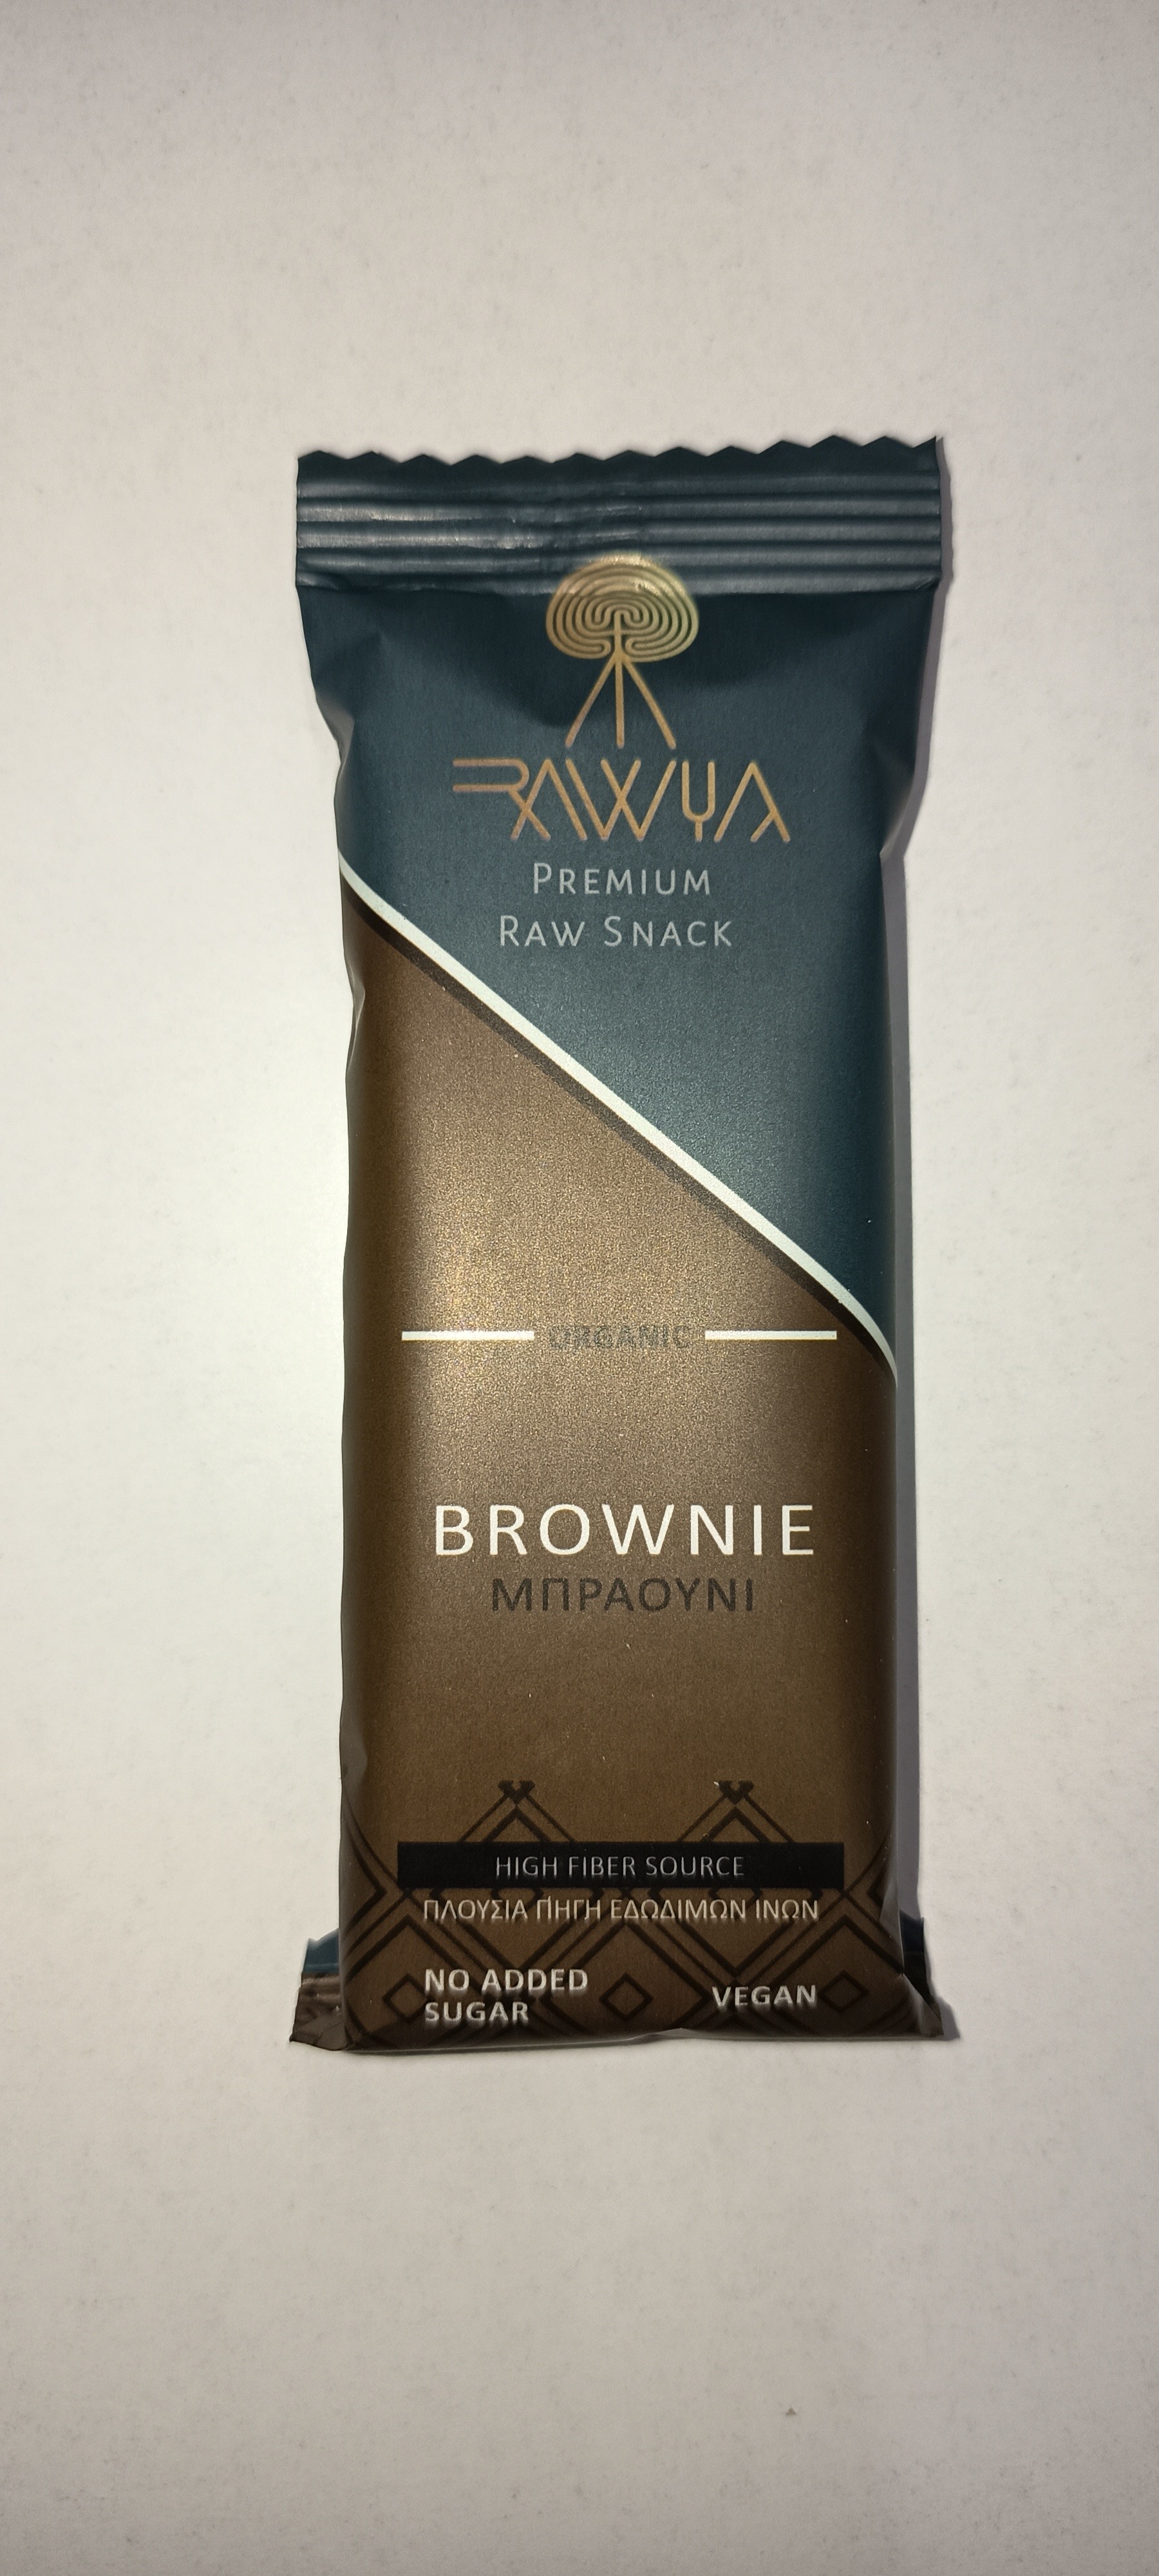 RAWYA
PREMIUM
RAW SNACK
ORGANIC
BROWNIE
ΜΠΡΑΟΥΝΙ
HIGH FIBER SOURCE
ΠΛΟΥΣΙΑ ΠΗΓΗ ΕΔΩΔΙΜΩΝ ΙΝΩΝ
NO ADDED
SUGAR
VEGAN